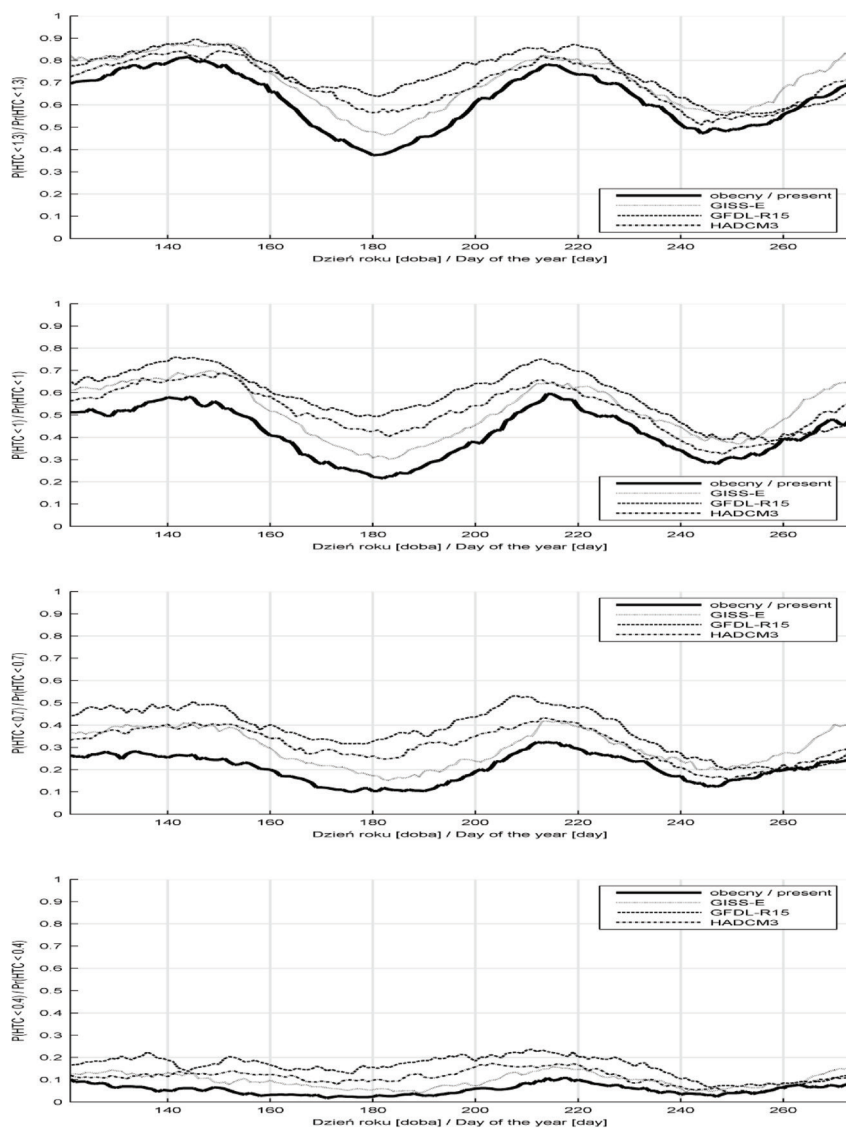 1
0.9
0.8
0.7
0.6
0.5
0.4
0.3
0.2
0.1
0
P(HTC < 1.3) / Pr(HTC < 1.3)
obecny / present
GISS-E
GFDL-R15
HADCM3
140 160 180 200 220 240 260
Dzień roku [doba] / Day of the year [day]
1
0.9
0.8
0.7
0.6
0.5
0.4
0.3
0.2
0.1
0
P(HTC < 1) / Pr(HTC < 1)
obecny / present
GISS-E
GFDL-R15
HADCM3
140 160 180 200 220 240 260
Dzień roku [doba] / Day of the year [day]
1
0.9
0.8
0.7
0.6
0.5
0.4
0.3
0.2
0.1
0
P(HTC < 0.7) / Pr(HTC < 0.7)
obecny / present
GISS-E
GFDL-R15
HADCM3
140 160 180 200 220 240 260
Dzień roku [doba] / Day of the year [day]
1
0.9
0.8
0.7
0.6
0.5
0.4
0.3
0.2
0.1
0
P(HTC < 0.4) / Pr(HTC < 0.4)
obecny / present
GISS-E
GFDL-R15
HADCM3
140 160 180 200 220 240 260
Dzień roku [doba] / Day of the year [day]